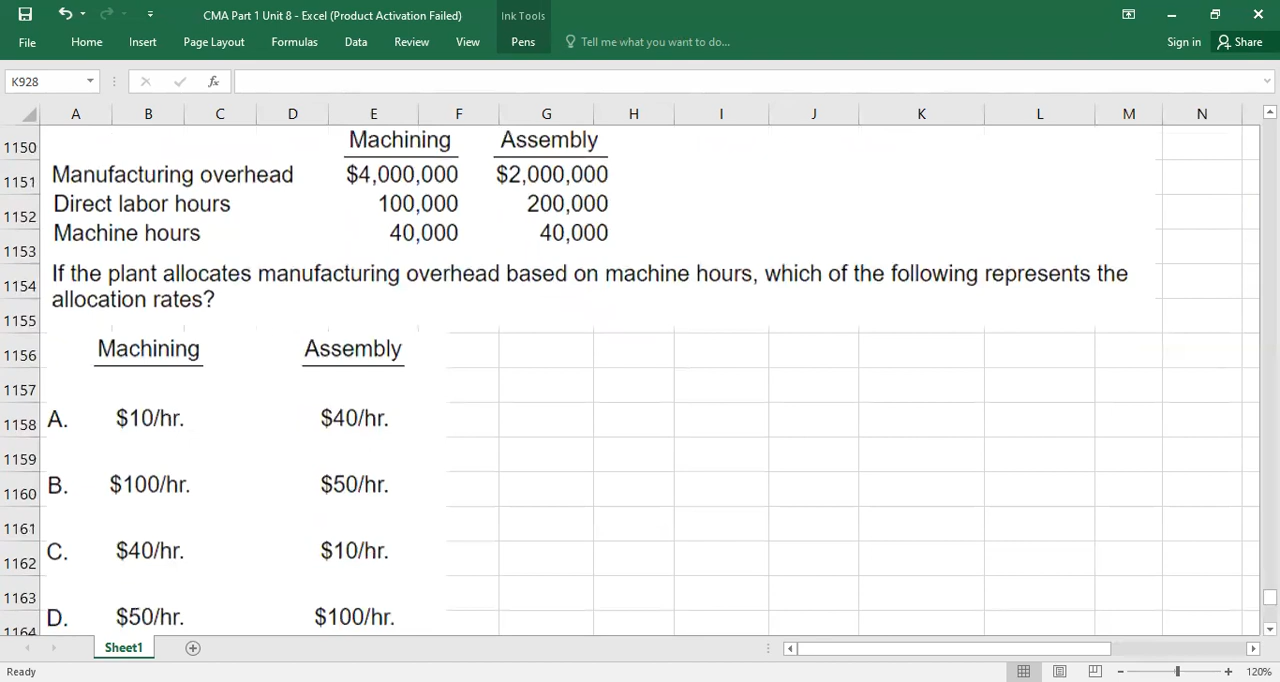 CMA Part 1 Unit 8 - Excel (Product Activation Failed) Ink Tools
File Home Insert Page Layout Formulas Data Review View Pens Tell me what you want to do... Sign in Share
K928 fx
A B C D E F G H I J K L M N
1150 Machining Assembly
1151 Manufacturing overhead $4,000,000 $2,000,000
1152 Direct labor hours 100,000 200,000
1153 Machine hours 40,000 40,000
1154 If the plant allocates manufacturing overhead based on machine hours, which of the following represents the
1155 allocation rates?
1156 Machining Assembly
1157
1158 A. $10/hr. $40/hr.
1159
1160 B. $100/hr. $50/hr.
1161
1162 C. $40/hr. $10/hr.
1163
1164 D. $50/hr. $100/hr.
Sheet1
Ready 120%